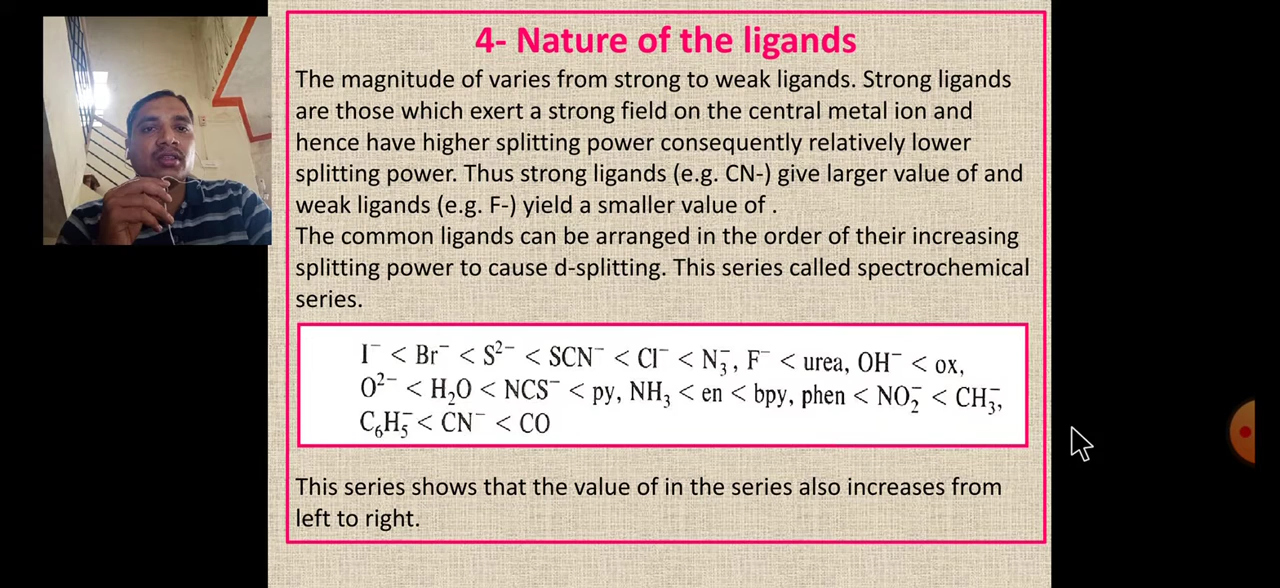 4- Nature of the ligands
The magnitude of varies from strong to weak ligands. Strong ligands
are those which exert a strong field on the central metal ion and
hence have higher splitting power consequently relatively lower
splitting power. Thus strong ligands (e.g. CN-) give larger value of and
weak ligands (e.g. F-) yield a smaller value of .
The common ligands can be arranged in the order of their increasing
splitting power to cause d-splitting. This series called spectrochemical
series.
I⁻ < Br⁻ < S²⁻ < SCN⁻ < Cl⁻ < N₃⁻, F⁻ < urea, OH⁻ < ox,
O²⁻ < H₂O < NCS⁻ < py, NH₃ < en < bpy, phen < NO₂⁻ < CH₃⁻,
C₆H₅⁻ < CN⁻ < CO
This series shows that the value of in the series also increases from
left to right.